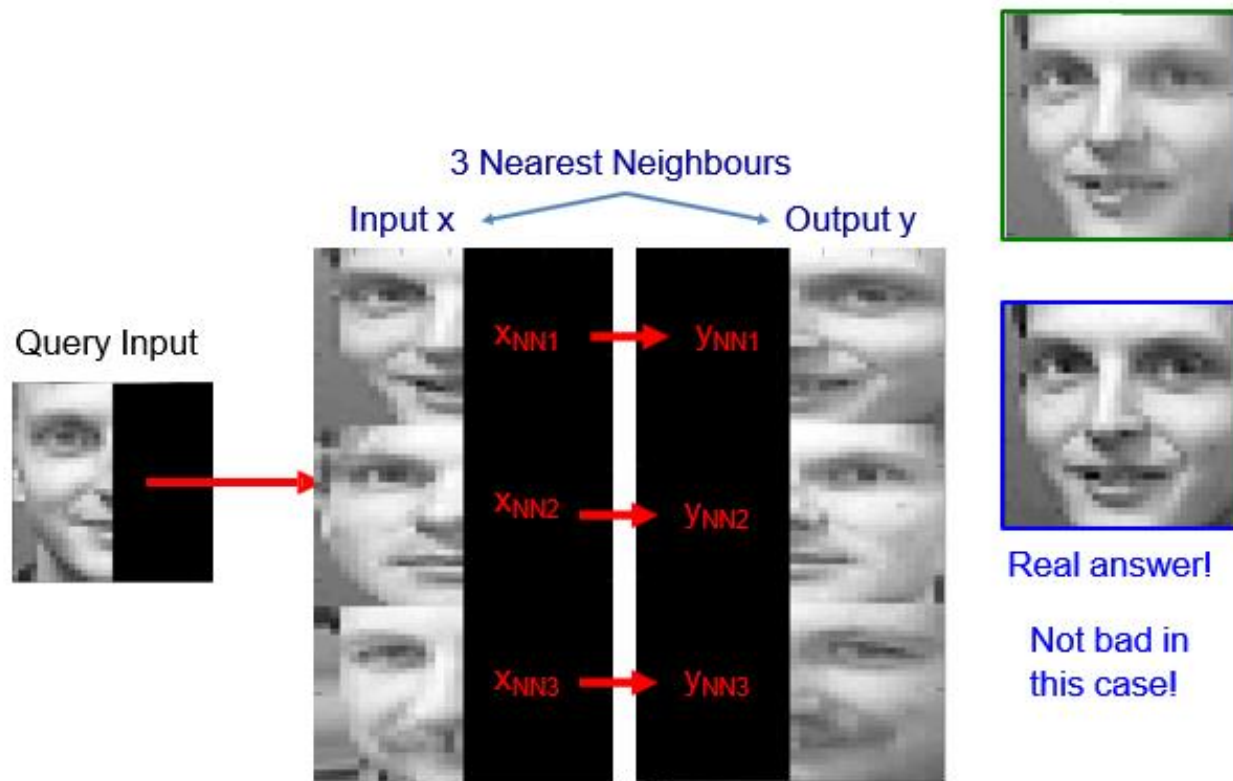 3 Nearest Neighbours
Input x
Output y
Query Input
xNN1
yNN1
xNN2
yNN2
xNN3
yNN3
Real answer!
Not bad in
this case!